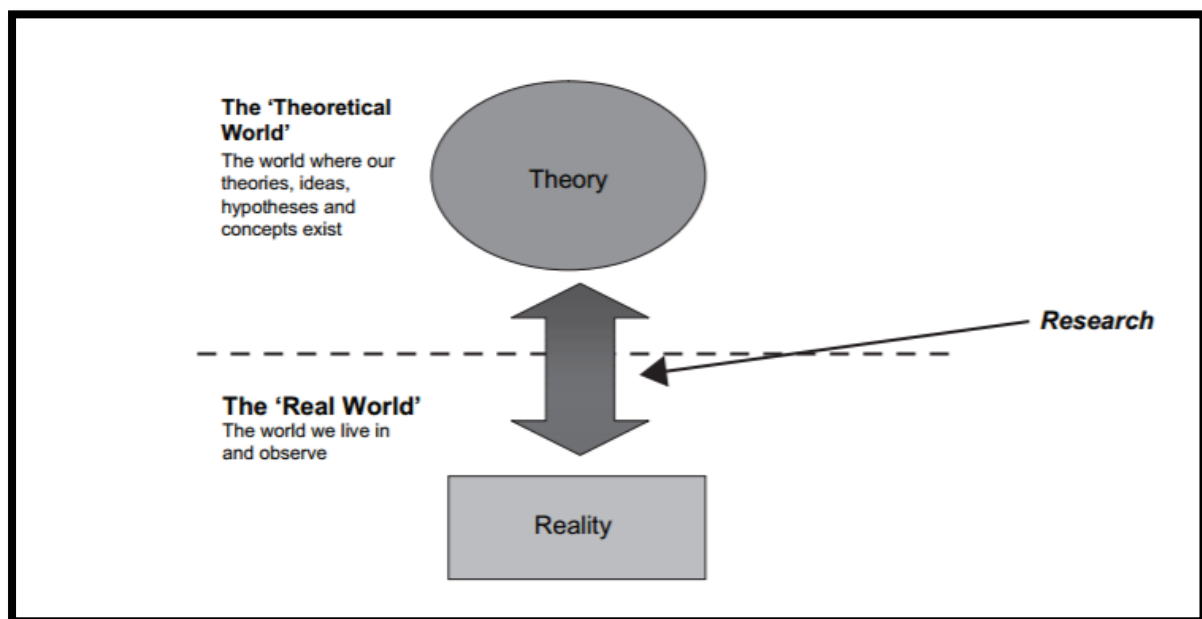 The ‘Theoretical
World’
The world where our
theories, ideas,
hypotheses and
concepts exist
Theory
Research
The ‘Real World’
The world we live in
and observe
Reality